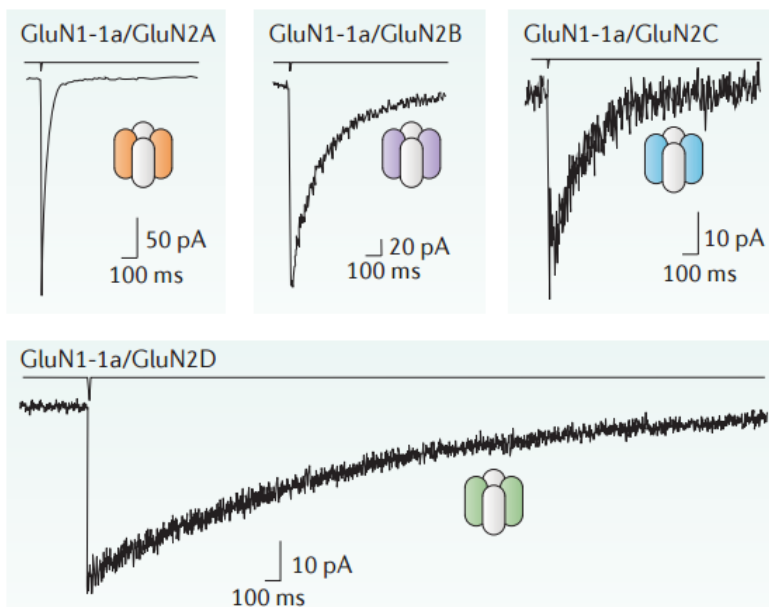 GluN1-1a/GluN2A
50 pA
100 ms
GluN1-1a/GluN2B
20 pA
100 ms
GluN1-1a/GluN2C
10 pA
100 ms
GluN1-1a/GluN2D
10 pA
100 ms